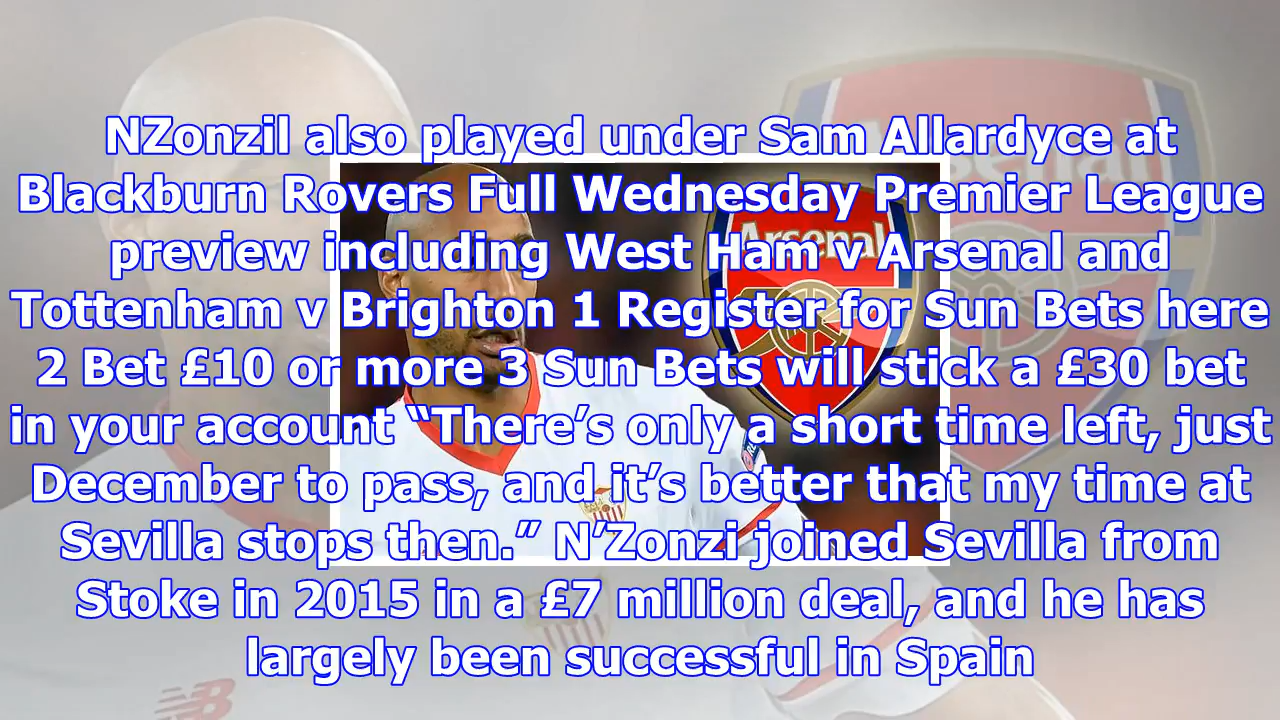 NZonzil also played under Sam Allardyce at
Blackburn Rovers Full Wednesday Premier League
preview including West Ham v Arsenal and
Tottenham v Brighton 1 Register for Sun Bets here
2 Bet £10 or more 3 Sun Bets will stick a £30 bet
in your account “There’s only a short time left, just
December to pass, and it’s better that my time at
Sevilla stops then.” N’Zonzi joined Sevilla from
Stoke in 2015 in a £7 million deal, and he has
largely been successful in Spain
Arsenal